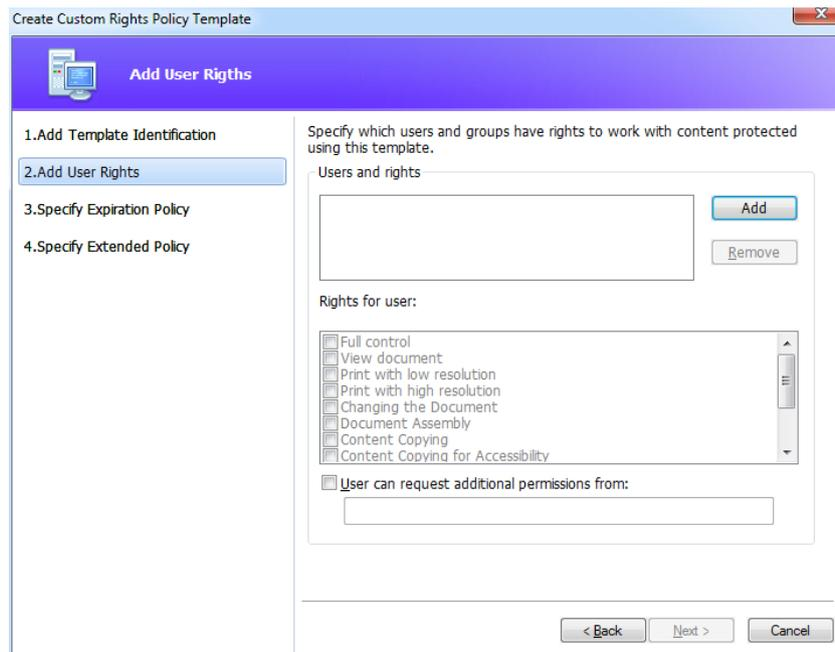 Create Custom Rights Policy Template
Add User Rigths
1.Add Template Identification
2.Add User Rights
3.Specify Expiration Policy
4.Specify Extended Policy
Specify which users and groups have rights to work with content protected
using this template.
Users and rights
Add
Remove
Rights for user:
Full control
View document
Print with low resolution
Print with high resolution
Changing the Document
Document Assembly
Content Copying
Content Copying for Accessibility
User can request additional permissions from:
< Back
Next >
Cancel